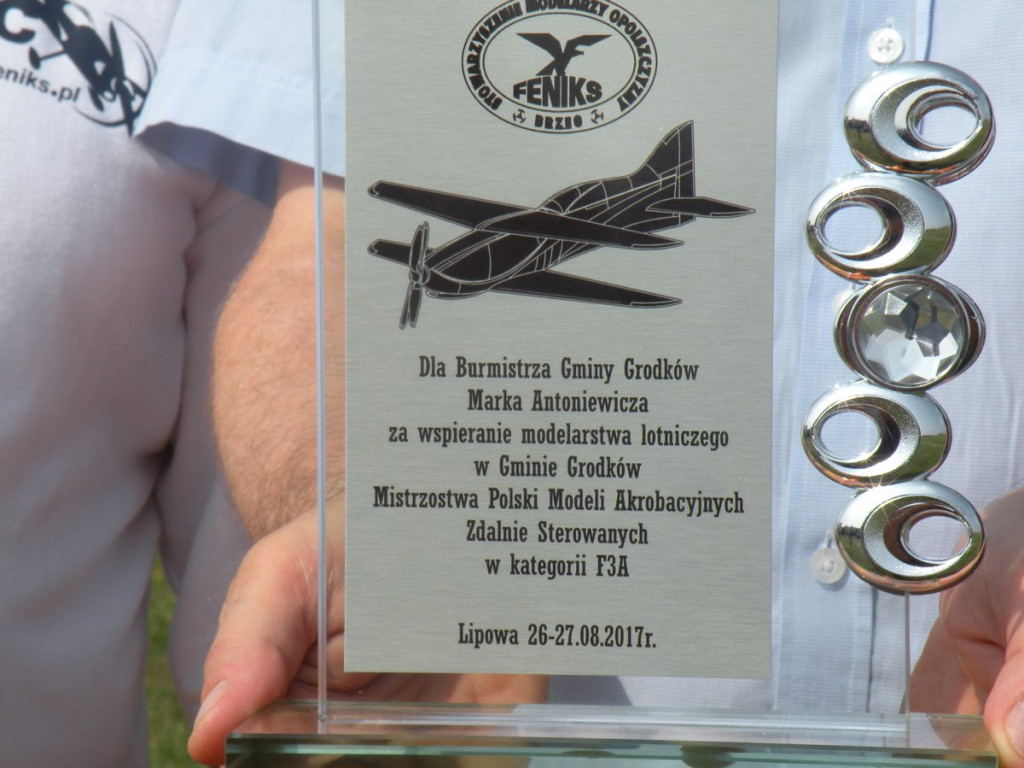 C
eniks.pl
STOWARZYSZENIE MODELARZY OPOLSZCZYZNY
FENIKS
BRZEG
Dla Burmistrza Gminy Grodków
Marka Antoniewicza
za wspieranie modelarstwa lotniczego
w Gminie Grodków
Mistrzostwa Polski Modeli Akrobacyjnych
Zdalnie Sterowanych
w kategorii F3A
Lipowa 26-27.08.2017r.